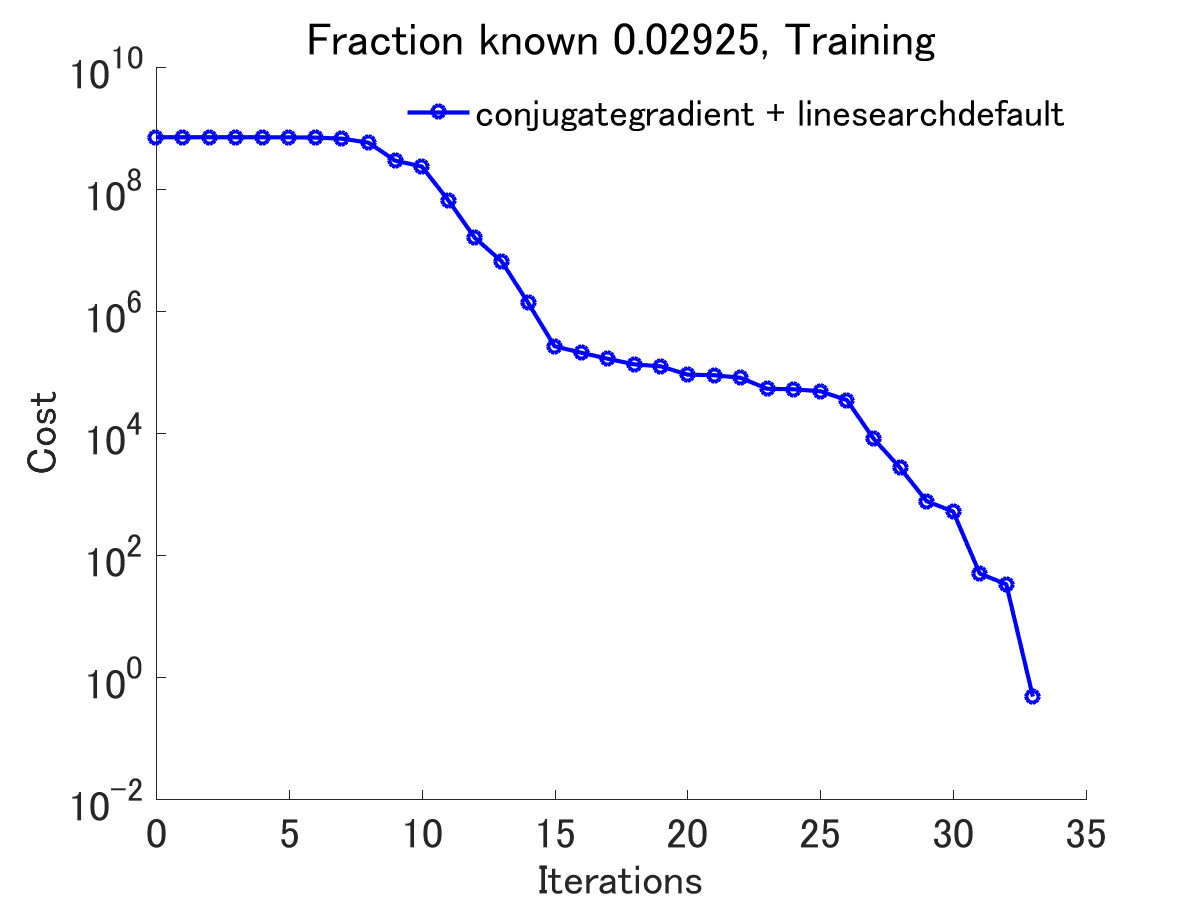 Fraction known 0.02925, Training
conjugategradient + linesearchdefault
10^10
10^8
10^6
10^4
10^2
10^0
10^-2
Cost
0 5 10 15 20 25 30 35
Iterations